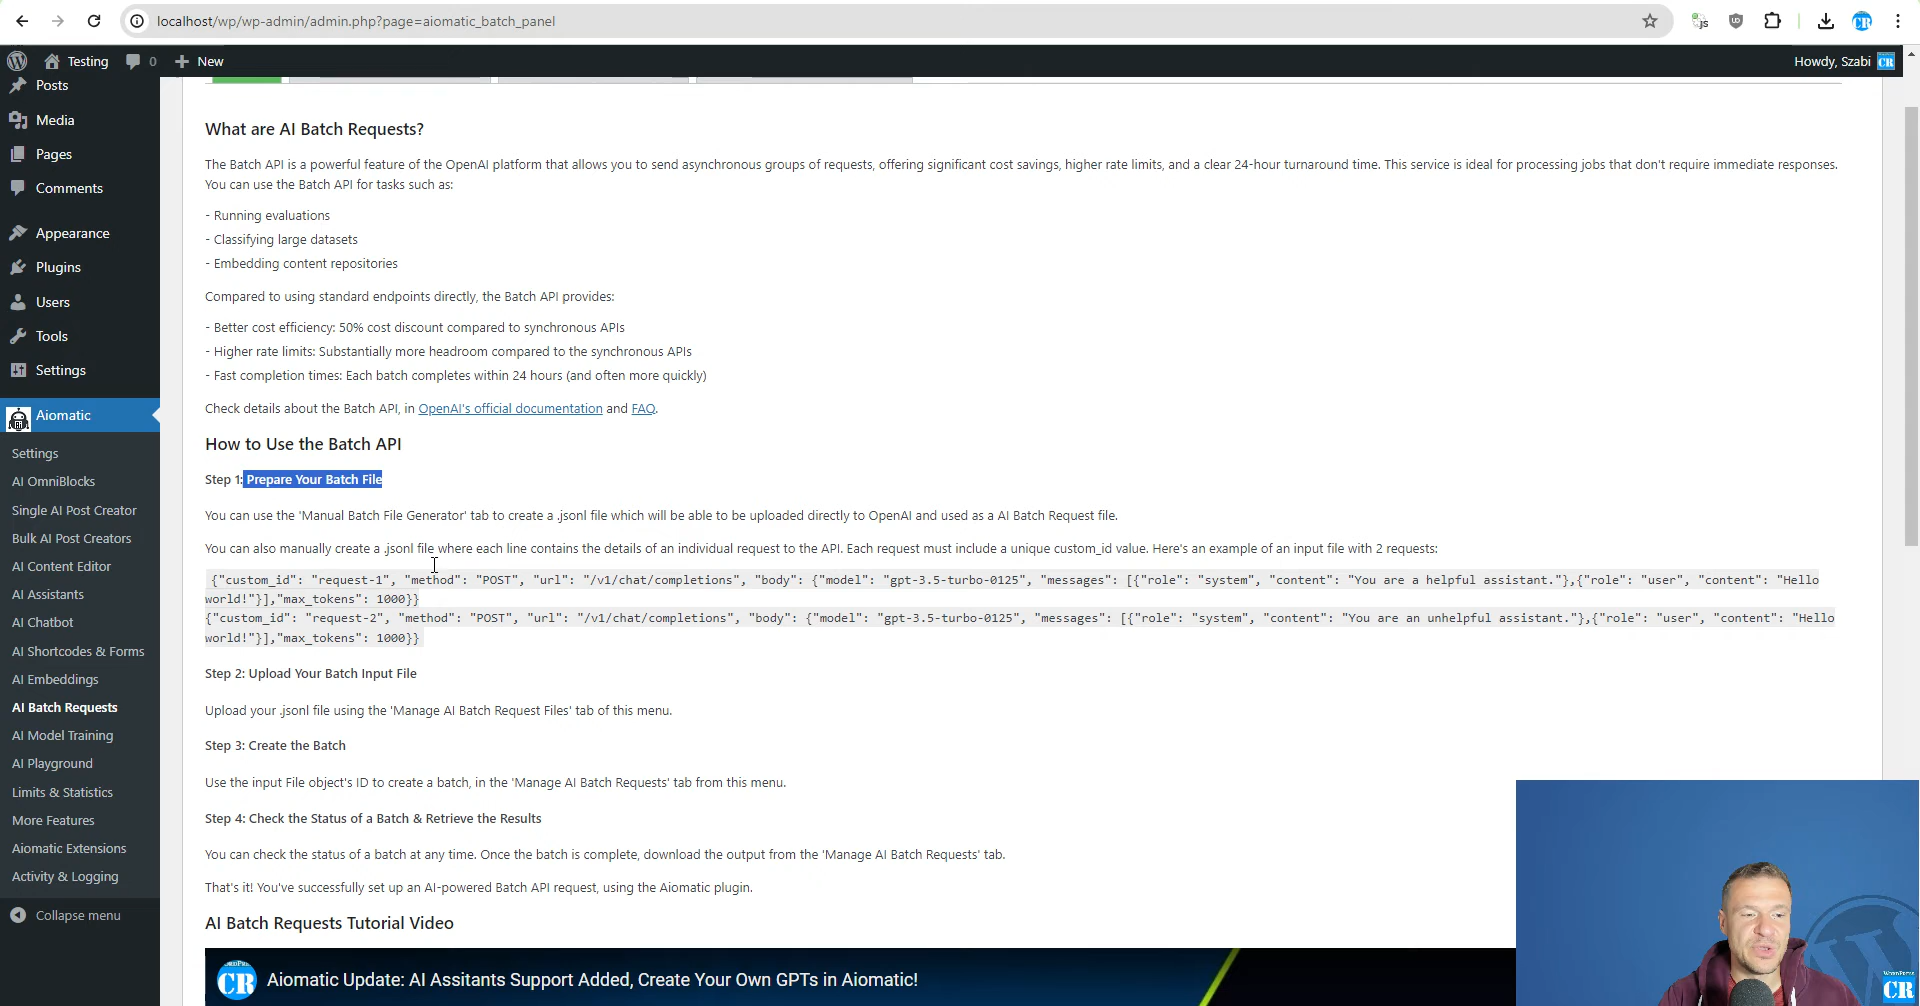 localhost/wp/wp-admin/admin.php?page=aiomatic_batch_panel
Testing
0
New
Howdy, Szabi
Posts
Media
Pages
Comments
Appearance
Plugins
Users
Tools
Settings
Aiomatic
Settings
AI OmniBlocks
Single AI Post Creator
Bulk AI Post Creators
AI Content Editor
AI Assistants
AI Chatbot
AI Shortcodes & Forms
AI Embeddings
AI Batch Requests
AI Model Training
AI Playground
Limits & Statistics
More Features
Aiomatic Extensions
Activity & Logging
Collapse menu
What are AI Batch Requests?
The Batch API is a powerful feature of the OpenAI platform that allows you to send asynchronous groups of requests, offering significant cost savings, higher rate limits, and a clear 24-hour turnaround time. This service is ideal for processing jobs that don't require immediate responses.
You can use the Batch API for tasks such as:
- Running evaluations
- Classifying large datasets
- Embedding content repositories
Compared to using standard endpoints directly, the Batch API provides:
- Better cost efficiency: 50% cost discount compared to synchronous APIs
- Higher rate limits: Substantially more headroom compared to the synchronous APIs
- Fast completion times: Each batch completes within 24 hours (and often more quickly)
Check details about the Batch API, in OpenAI's official documentation and FAQ.
How to Use the Batch API
Step 1: Prepare Your Batch File
You can use the 'Manual Batch File Generator' tab to create a .jsonl file which will be able to be uploaded directly to OpenAI and used as a AI Batch Request file.
You can also manually create a .jsonl file where each line contains the details of an individual request to the API. Each request must include a unique custom_id value. Here's an example of an input file with 2 requests:
{"custom_id": "request-1", "method": "POST", "url": "/v1/chat/completions", "body": {"model": "gpt-3.5-turbo-0125", "messages": [{"role": "system", "content": "You are a helpful assistant."},{"role": "user", "content": "Hello
world!"}],"max_tokens": 1000}}
{"custom_id": "request-2", "method": "POST", "url": "/v1/chat/completions", "body": {"model": "gpt-3.5-turbo-0125", "messages": [{"role": "system", "content": "You are an unhelpful assistant."},{"role": "user", "content": "Hello
world!"}],"max_tokens": 1000}}
Step 2: Upload Your Batch Input File
Upload your .jsonl file using the 'Manage AI Batch Request Files' tab of this menu.
Step 3: Create the Batch
Use the input File object's ID to create a batch, in the 'Manage AI Batch Requests' tab from this menu.
Step 4: Check the Status of a Batch & Retrieve the Results
You can check the status of a batch at any time. Once the batch is complete, download the output from the 'Manage AI Batch Requests' tab.
That's it! You've successfully set up an AI-powered Batch API request, using the Aiomatic plugin.
AI Batch Requests Tutorial Video
CR
Aiomatic Update: AI Assitants Support Added, Create Your Own GPTs in Aiomatic!
CR